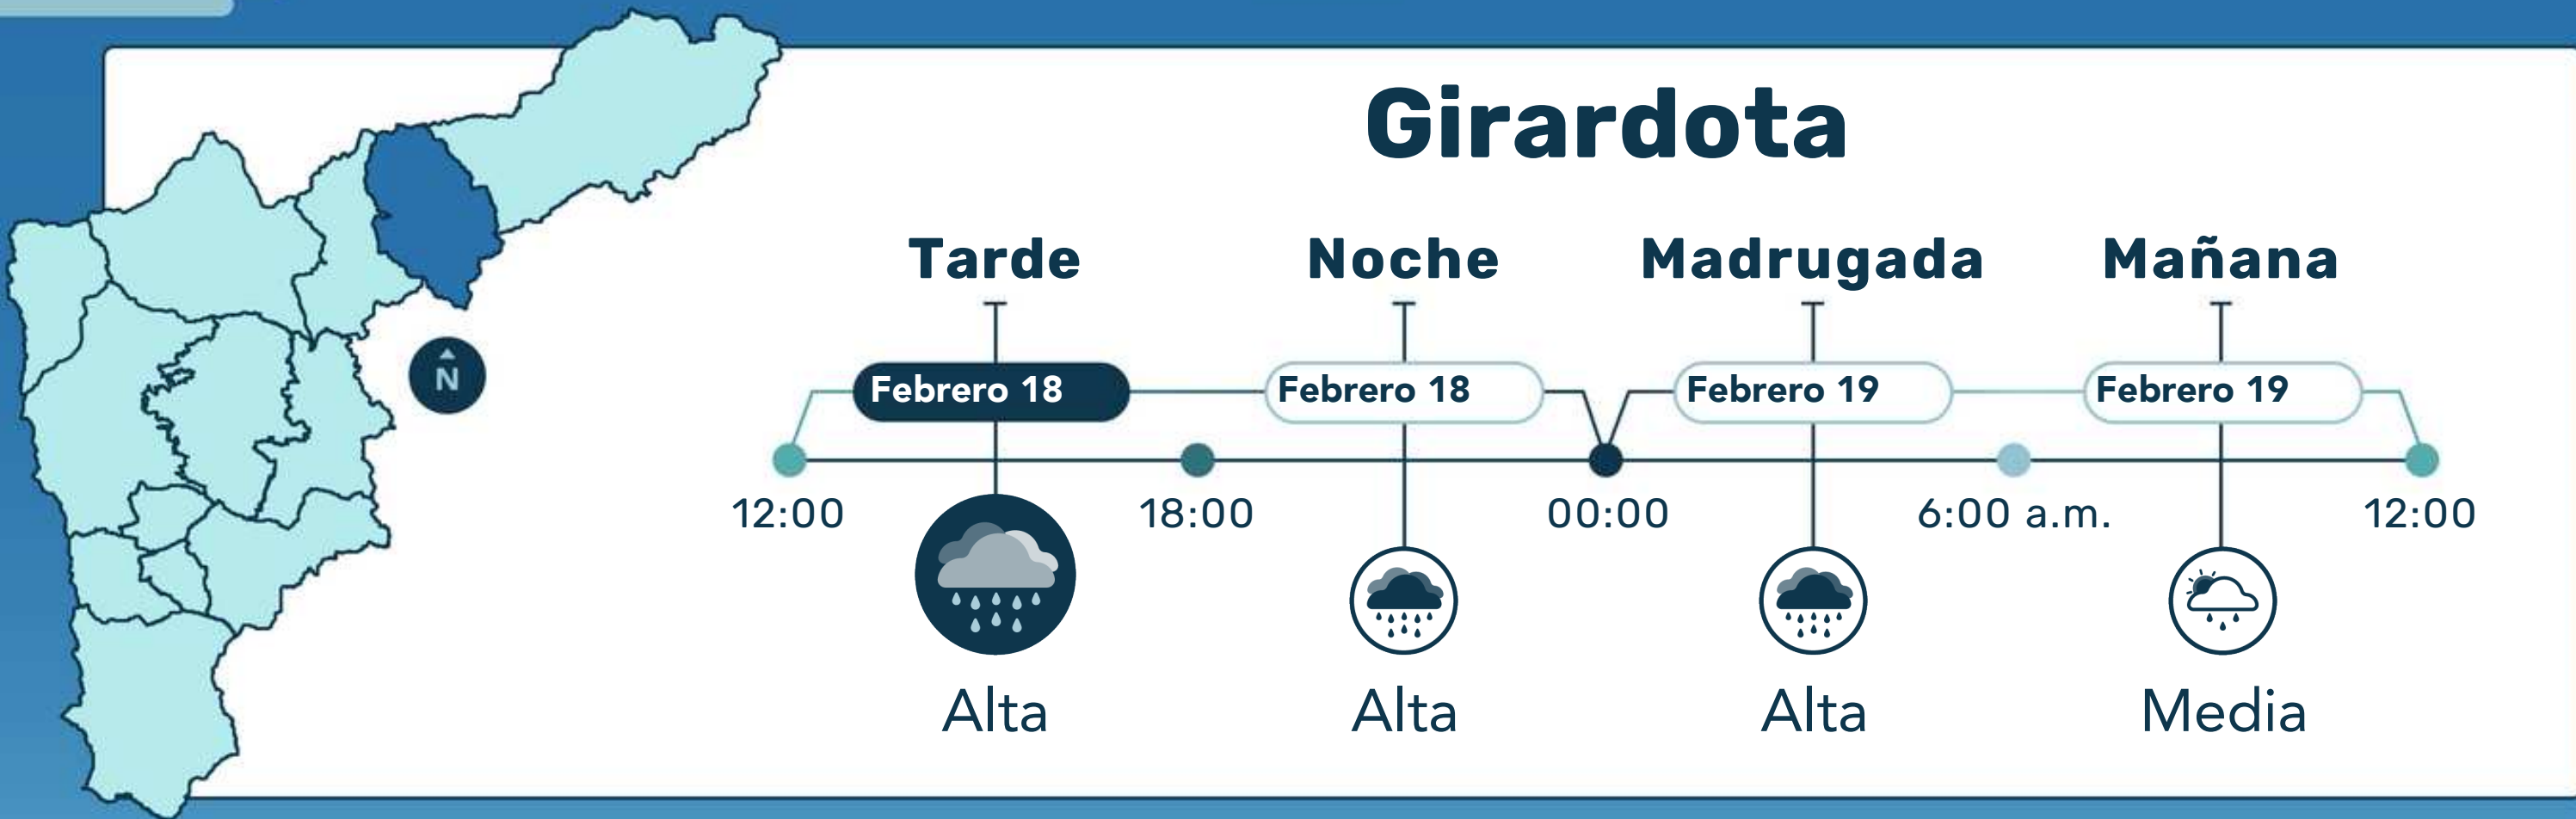 Girardota
Tarde Noche Madrugada Mañana
Febrero 18 Febrero 18 Febrero 19 Febrero 19
N
12:00 18:00 00:00 6:00 a.m. 12:00
Alta Alta Alta Media